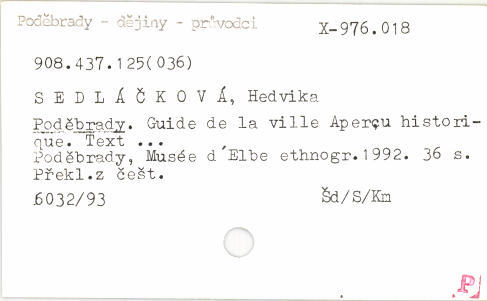 Poděbrady - dějiny - průvodci
X-976.018
908.437.125(036)
S E D L Á Č K O V Á, Hedvika
Poděbrady. Guide de la ville Aperçu histori-
que. Text ...
Poděbrady, Musée d´Elbe ethnogr.1992. 36 s.
Překl.z češt.
6032/93
Šd/S/Km
P